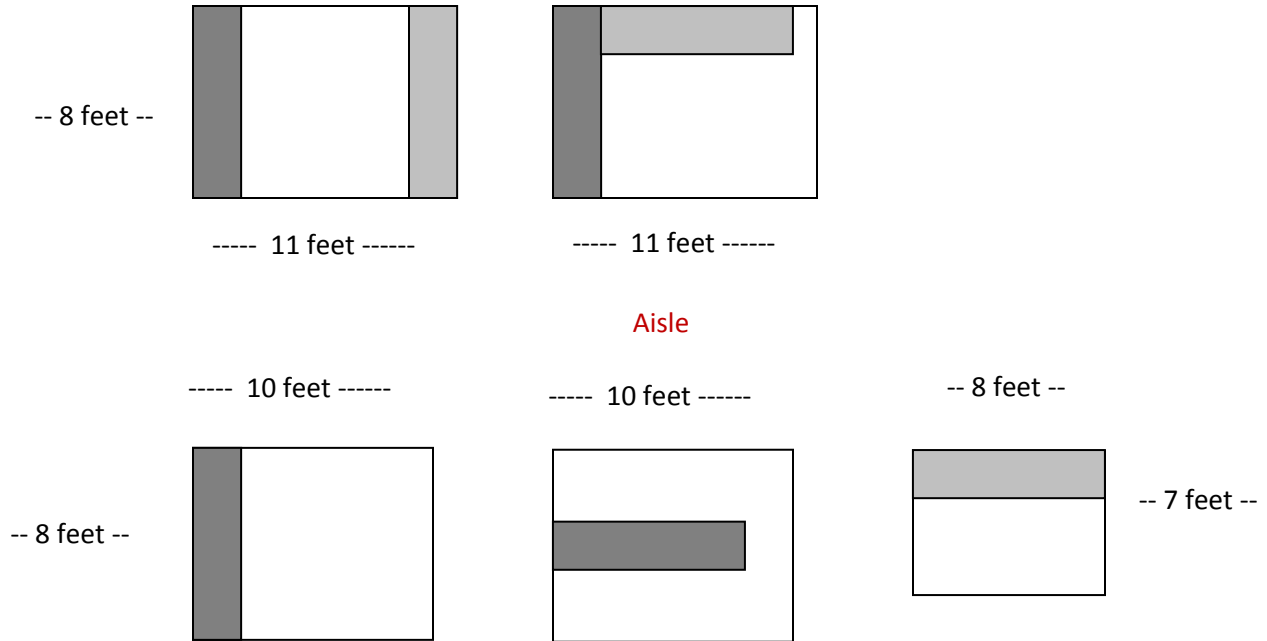 -- 8 feet --
----- 11 feet ------
----- 11 feet ------
Aisle
----- 10 feet ------
----- 10 feet ------
-- 8 feet --
-- 8 feet --
-- 7 feet --